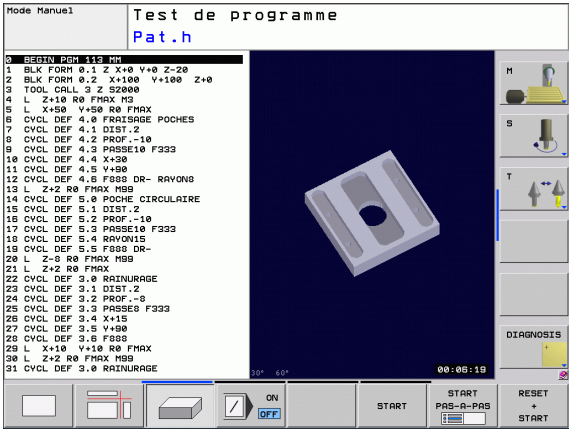 Mode Manuel
Test de programme
Pat.h
0 BEGIN PGM 113 MM
1 BLK FORM 0.1 Z X+0 Y+0 Z-20
2 BLK FORM 0.2 X+100 Y+100 Z+0
3 TOOL CALL 3 Z S2000
4 L Z+10 R0 FMAX M3
5 L X+50 Y+50 R0 FMAX
6 CYCL DEF 4.0 FRAISAGE POCHES
7 CYCL DEF 4.1 DIST.2
8 CYCL DEF 4.2 PROF.-10
9 CYCL DEF 4.3 PASSE10 F333
10 CYCL DEF 4.4 X+30
11 CYCL DEF 4.5 Y+90
12 CYCL DEF 4.6 F888 DR- RAYON8
13 L Z+2 R0 FMAX M99
14 CYCL DEF 5.0 POCHE CIRCULAIRE
15 CYCL DEF 5.1 DIST.2
16 CYCL DEF 5.2 PROF.-10
17 CYCL DEF 5.3 PASSE10 F333
18 CYCL DEF 5.4 RAYON15
19 CYCL DEF 5.5 F888 DR-
20 L Z-8 R0 FMAX M99
21 L Z+2 R0 FMAX
22 CYCL DEF 3.0 RAINURAGE
23 CYCL DEF 3.1 DIST.2
24 CYCL DEF 3.2 PROF.-8
25 CYCL DEF 3.3 PASSE8 F333
26 CYCL DEF 3.4 X+15
27 CYCL DEF 3.5 Y+90
28 CYCL DEF 3.6 F888
29 L X+10 Y+10 R0 FMAX
30 L Z+2 R0 FMAX M99
31 CYCL DEF 3.0 RAINURAGE
30° 60°
00:06:19
M
S
T
DIAGNOSIS
ON
OFF
START
START
PAS-A-PAS
RESET
+
START